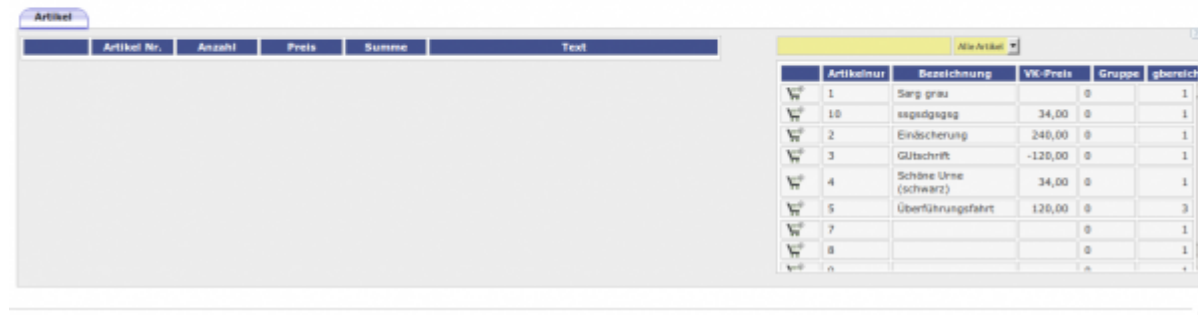 Artikel
Artikel Nr. Anzahl Preis Summe Text
Alle Artikel
Artikelnur Bezeichnung VK-Preis Gruppe gbereich
1 Sarg grau 0 1
10 ssgsdgsgsg 34,00 0 1
2 Einäscherung 240,00 0 1
3 GUtschrift -120,00 0 1
4 Schöne Urne (schwarz) 34,00 0 1
5 Überführungsfahrt 120,00 0 3
7 0 1
8 0 1